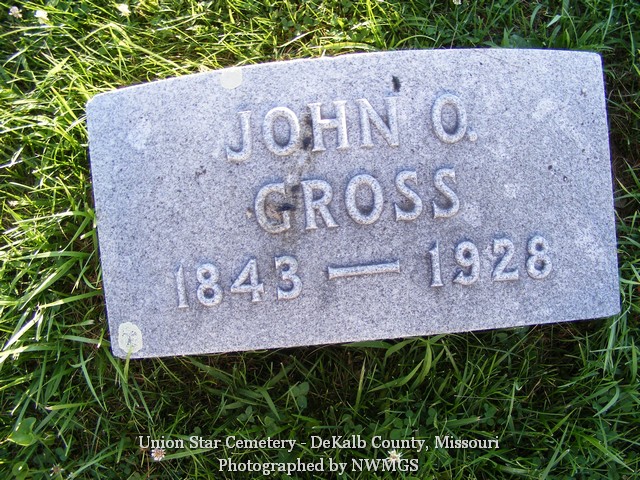 JOHN O.
GROSS
1843 — 1928
Union Star Cemetery - DeKalb County, Missouri
Photographed by NWMGS